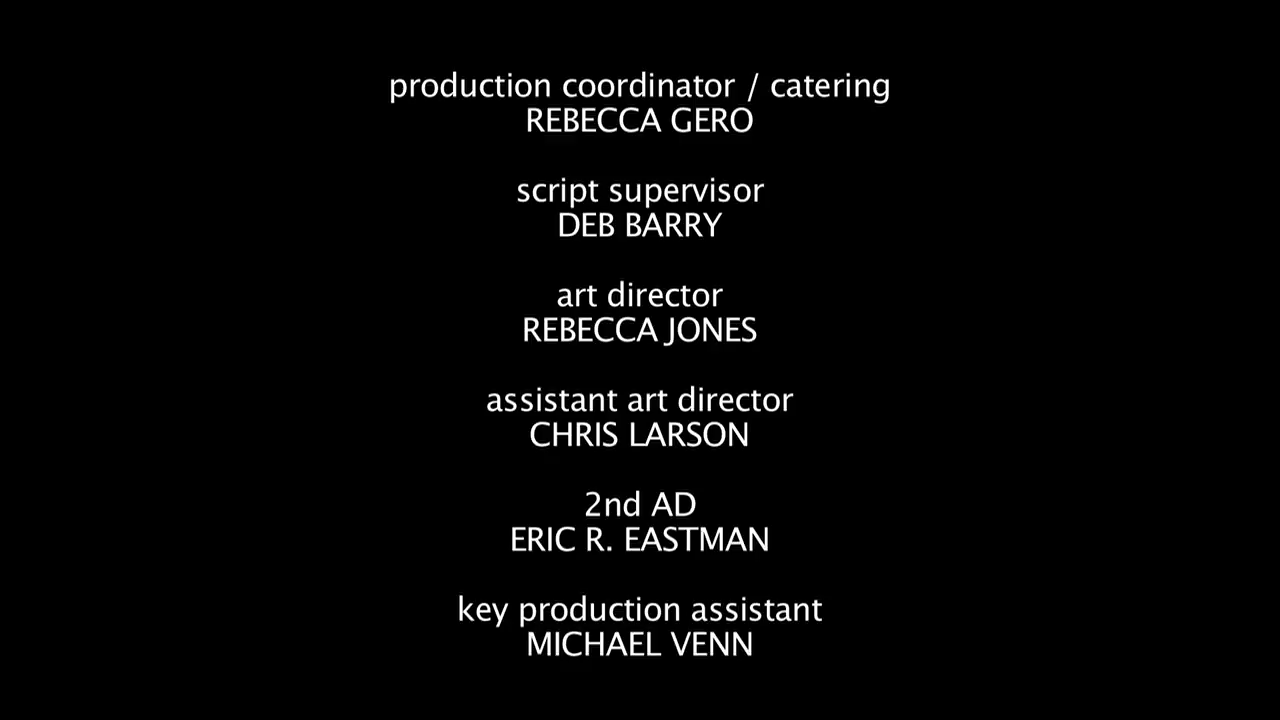 production coordinator / catering
REBECCA GERO
script supervisor
DEB BARRY
art director
REBECCA JONES
assistant art director
CHRIS LARSON
2nd AD
ERIC R. EASTMAN
key production assistant
MICHAEL VENN